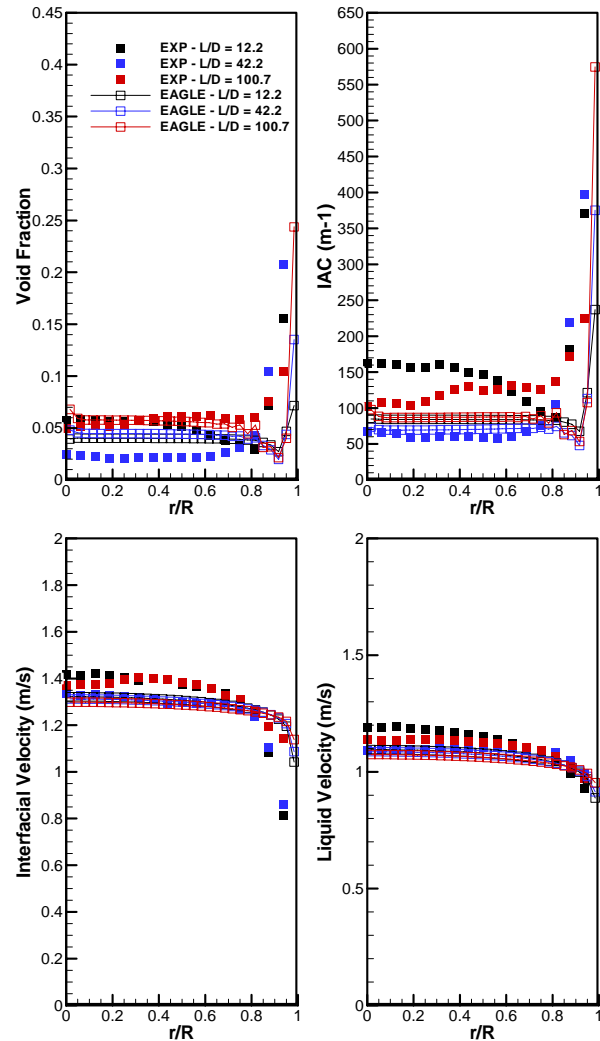 EXP - L/D = 12.2
EXP - L/D = 42.2
EXP - L/D = 100.7
EAGLE - L/D = 12.2
EAGLE - L/D = 42.2
EAGLE - L/D = 100.7
0.45
0.4
0.35
0.3
0.25
0.2
0.15
0.1
0.05
0
Void Fraction
0 0.2 0.4 0.6 0.8 1
r/R
650
600
550
500
450
400
350
300
250
200
150
100
50
0
IAC (m-1)
0 0.2 0.4 0.6 0.8 1
r/R
2
1.8
1.6
1.4
1.2
1
0.8
0.6
0.4
0.2
0
Interfacial Velocity (m/s)
0 0.2 0.4 0.6 0.8 1
r/R
2
1.5
1
0.5
0
Liquid Velocity (m/s)
0 0.2 0.4 0.6 0.8 1
r/R